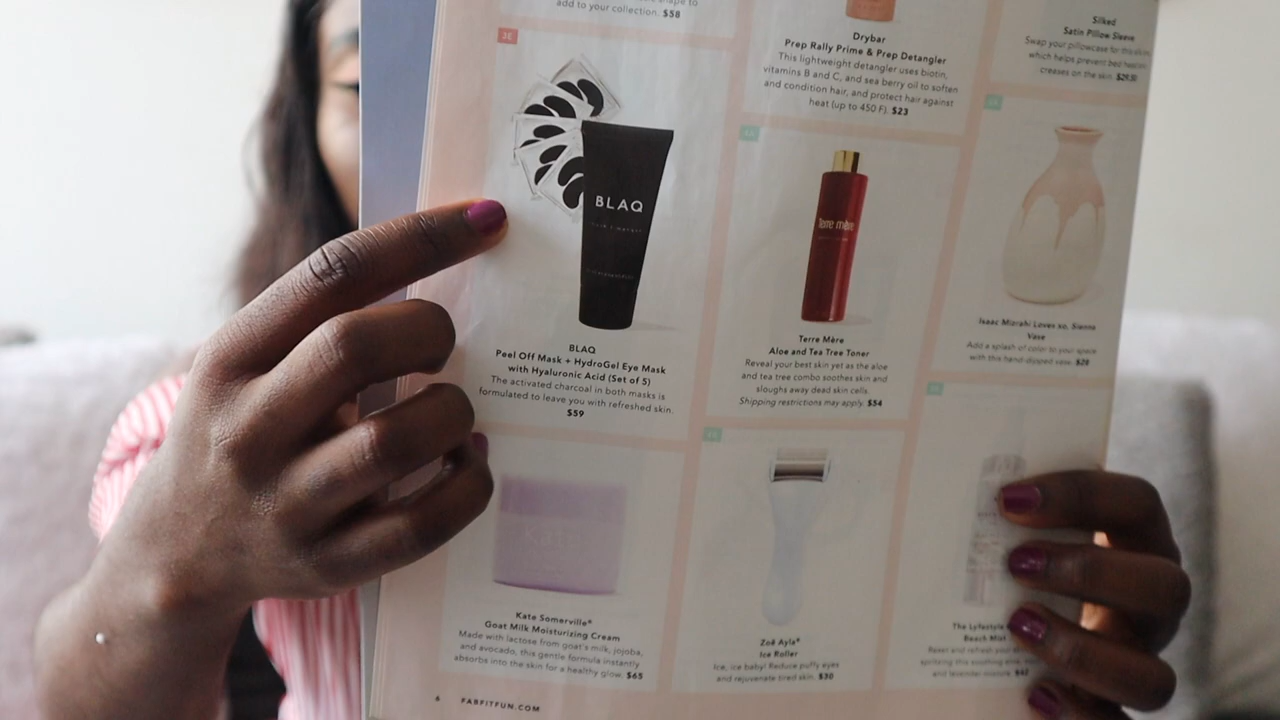 add to your collection. $58
3E
BLAQ
BLAQ
Peel Off Mask + HydroGel Eye Mask
with Hyaluronic Acid (Set of 5)
The activated charcoal in both masks is
formulated to leave you with refreshed skin.
$59
Kate Somerville®
Goat Milk Moisturizing Cream
Made with lactose from goat's milk, jojoba,
and avocado, this gentle formula instantly
absorbs into the skin for a healthy glow. $65
6 FABFITFUN.COM
Drybar
Prep Rally Prime & Prep Detangler
This lightweight detangler uses biotin,
vitamins B and C, and sea berry oil to soften
and condition hair, and protect hair against
heat (up to 450 F). $23
Terre mère
Terre Mère
Aloe and Tea Tree Toner
Reveal your best skin yet as the aloe
and tea tree combo soothes skin and
sloughs away dead skin cells.
Shipping restrictions may apply. $54
Zoë Ayla®
Ice Roller
Ice, ice baby! Reduce puffy eyes
and rejuvenate tired skin. $30
Silked
Satin Pillow Sleeve
Swap your pillowcase for this
which helps prevent
creases on the skin.
Isaac Mizrahi Loves xo. Sienna
Vase
Add a splash of color to your space
with this hand-dipped vase. $28
The Lyfestyle
Beach Mist